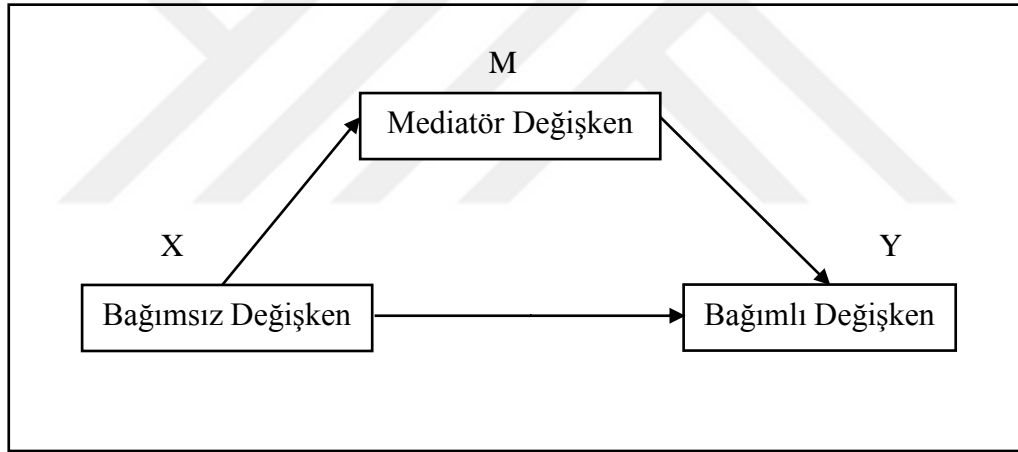 M
Mediatör Değişken
X
Y
Bağımsız Değişken
Bağımlı Değişken